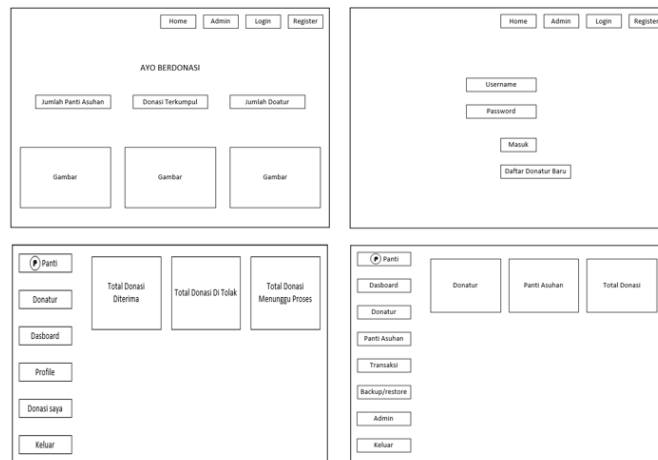 Home Admin Login Register
AYO BERDONASI
Jumlah Panti Asuhan Donasi Terkumpul Jumlah Doatur
Gambar Gambar Gambar
Home Admin Login Register
Username
Password
Masuk
Daftar Donatur Baru
P Panti
Donatur
Dasboard
Profile
Donasi saya
Keluar
Total Donasi
Diterima
Total Donasi Di Tolak
Total Donasi
Menunggu Proses
P Panti
Dasboard
Donatur
Panti Asuhan
Transaksi
Backup/restore
Admin
Keluar
Donatur Panti Asuhan Total Donasi